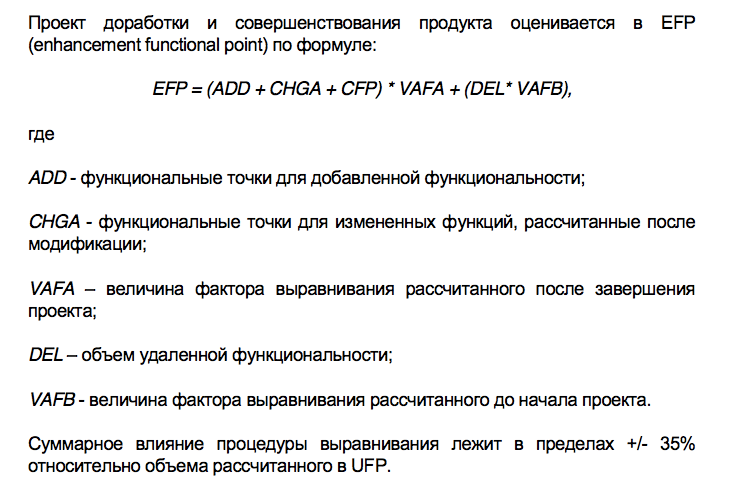 Проект доработки и совершенствования продукта оценивается в EFP
(enhancement functional point) по формуле:
EFP = (ADD + CHGA + CFP) * VAFA + (DEL* VAFB),
где
ADD - функциональные точки для добавленной функциональности;
CHGA - функциональные точки для измененных функций, рассчитанные после
модификации;
VAFA – величина фактора выравнивания рассчитанного после завершения
проекта;
DEL – объем удаленной функциональности;
VAFB - величина фактора выравнивания рассчитанного до начала проекта.
Суммарное влияние процедуры выравнивания лежит в пределах +/- 35%
относительно объема рассчитанного в UFP.